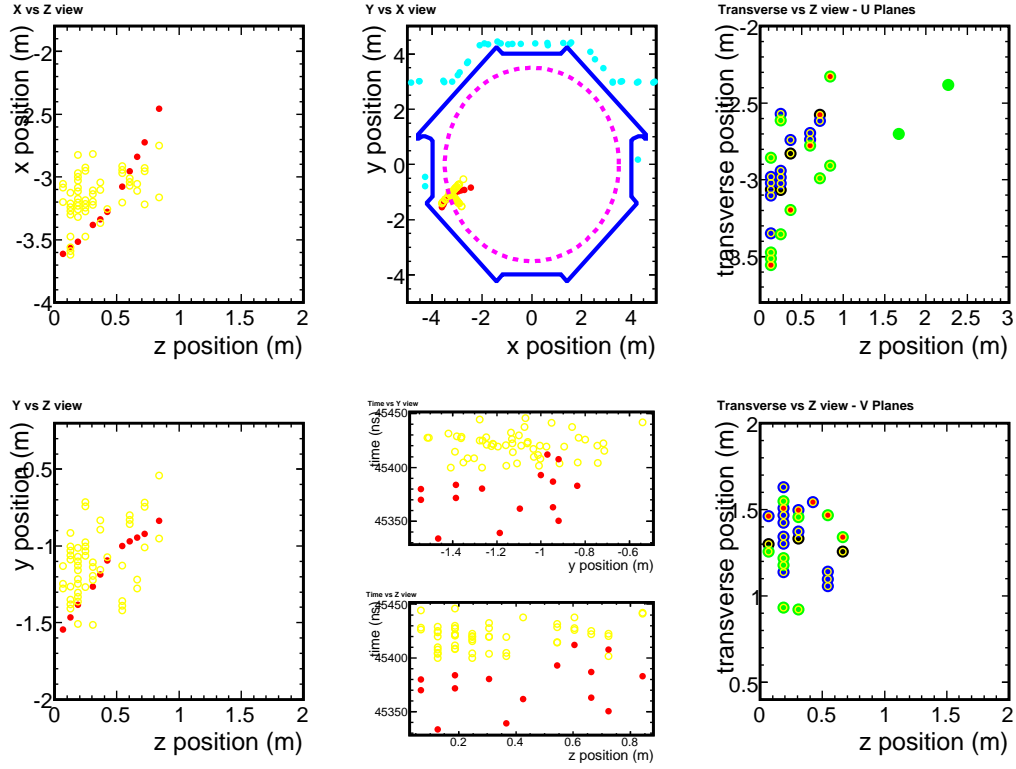 X vs Z view
x position (m)
-2
-2.5
-3
-3.5
-4
0 0.5 1 1.5 2
z position (m)
Y vs X view
y position (m)
4
2
0
-2
-4
-4 -2 0 2 4
x position (m)
Transverse vs Z view - U Planes
transverse position (m)
-2
-2.5
-3
-3.5
0 0.5 1 1.5 2 2.5 3
z position (m)
Y vs Z view
y position (m)
-0.5
-1
-1.5
-2
0 0.5 1 1.5 2
z position (m)
Time vs Y view
time (ns)
45450
45400
45350
-1.4 -1.2 -1 -0.8 -0.6
y position (m)
Time vs Z view
time (ns)
45450
45400
45350
0.2 0.4 0.6 0.8
z position (m)
Transverse vs Z view - V Planes
transverse position (m)
2
1.5
1
0.5
0 0.5 1 1.5 2
z position (m)